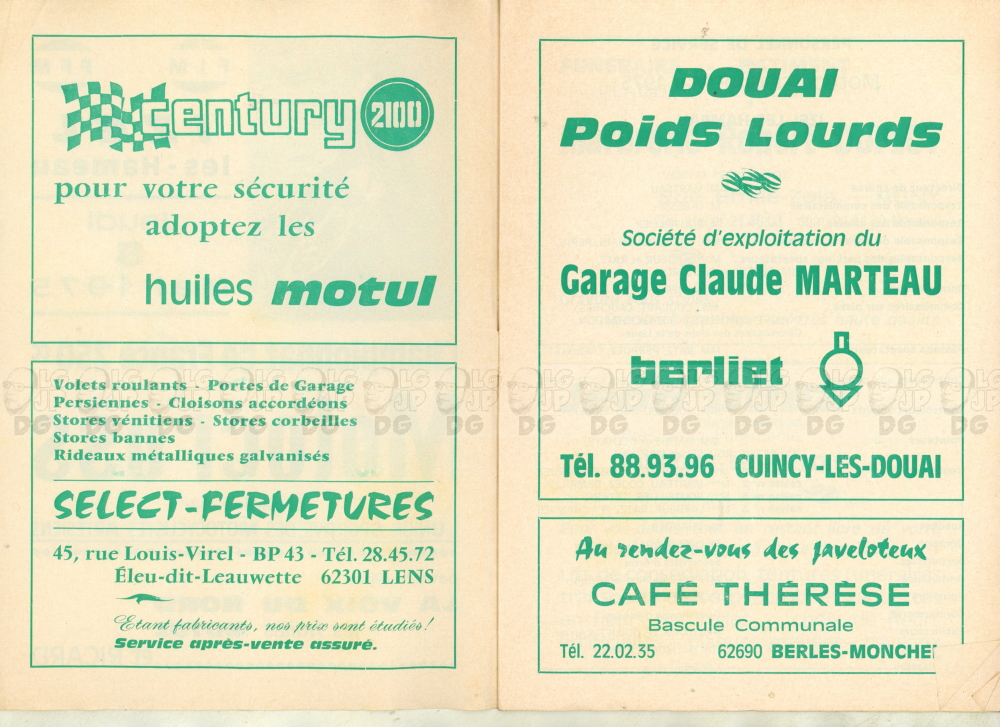 century 2100
pour votre sécurité
adoptez les
huiles motul
Volets roulants - Portes de Garage
Persiennes - Cloisons accordéons
Stores vénitiens - Stores corbeilles
Stores bannes
Rideaux métalliques galvanisés
SELECT-FERMETURES
45, rue Louis-Virel - BP 43 - Tél. 28.45.72
Éleu-dit-Leauwette 62301 LENS
Etant fabricants, nos prix sont étudiés !
Service après-vente assuré.
DOUAI
Poids Lourds
Société d'exploitation du
Garage Claude MARTEAU
berliet
Tél. 88.93.96 CUINCY-LES-DOUAI
Au rendez-vous des javeloteux
CAFÉ THÉRÈSE
Bascule Communale
Tél. 22.02.35 62690 BERLES-MONCHE